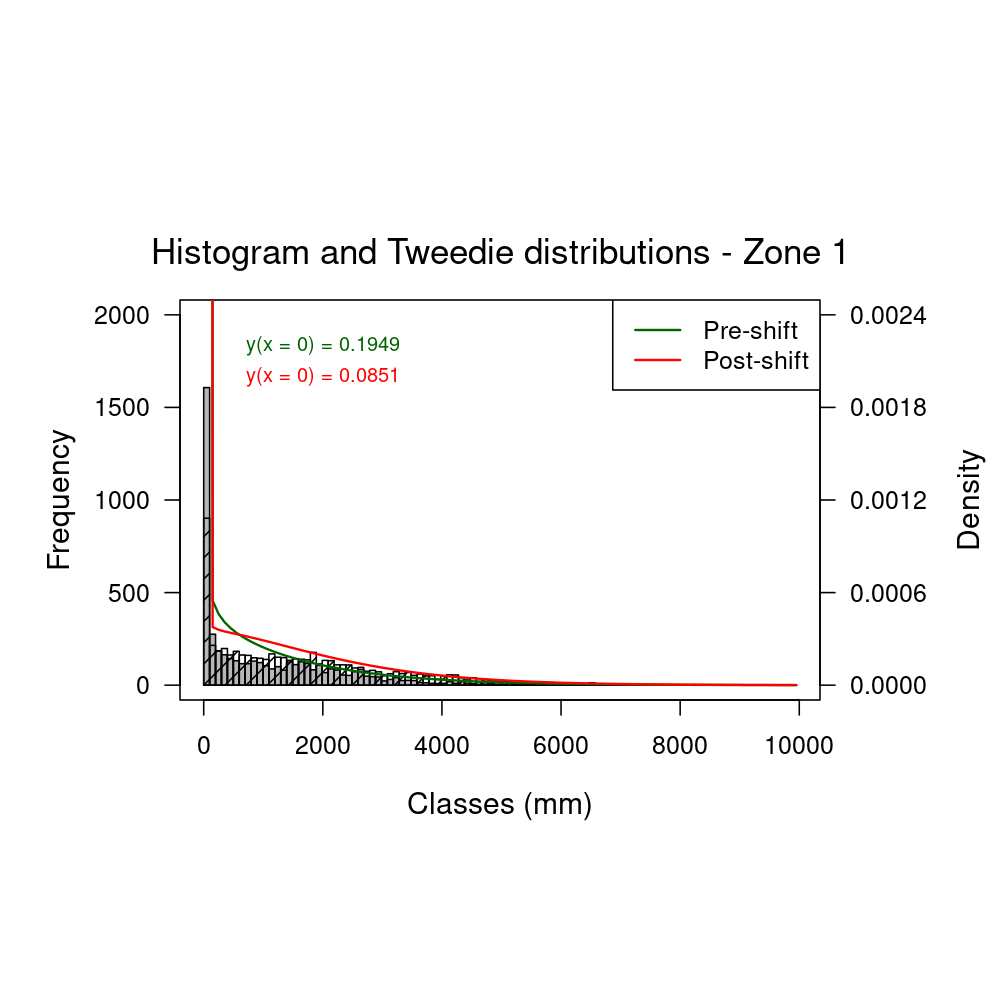 Histogram and Tweedie distributions - Zone 1
y(x = 0) = 0.1949
y(x = 0) = 0.0851
Pre-shift
Post-shift
Frequency
2000
1500
1000
500
0
0.0024
0.0018
0.0012
0.0006
0.0000
Density
0 2000 4000 6000 8000 10000
Classes (mm)